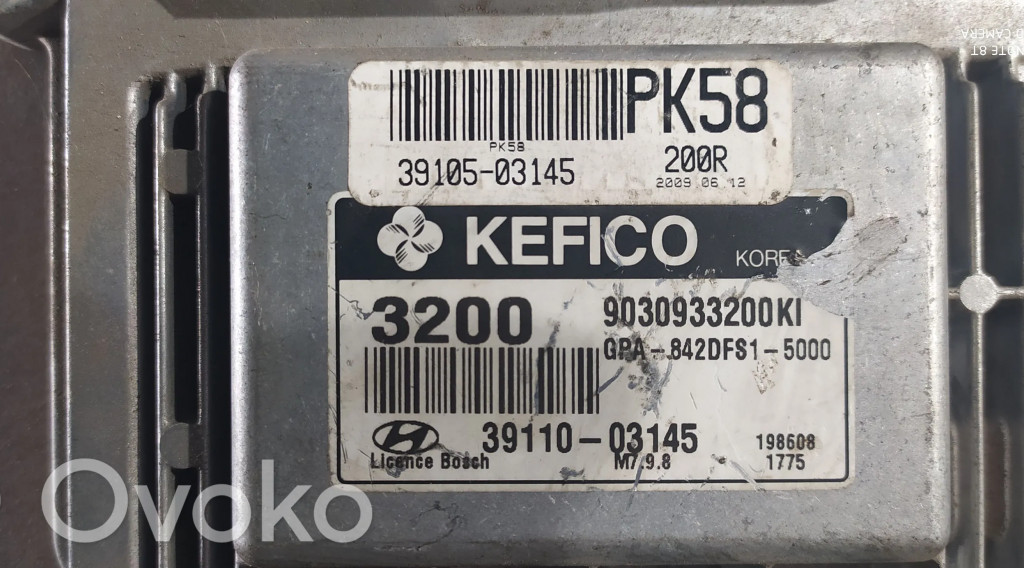 PK58
PK58
39105-03145
200R
2009.06.12
KEFICO
3200
9030933200KI
GPA-842DFS1-5000
39110-03145
198608
Licence Bosch
M7.9.8
1775
Ovoko